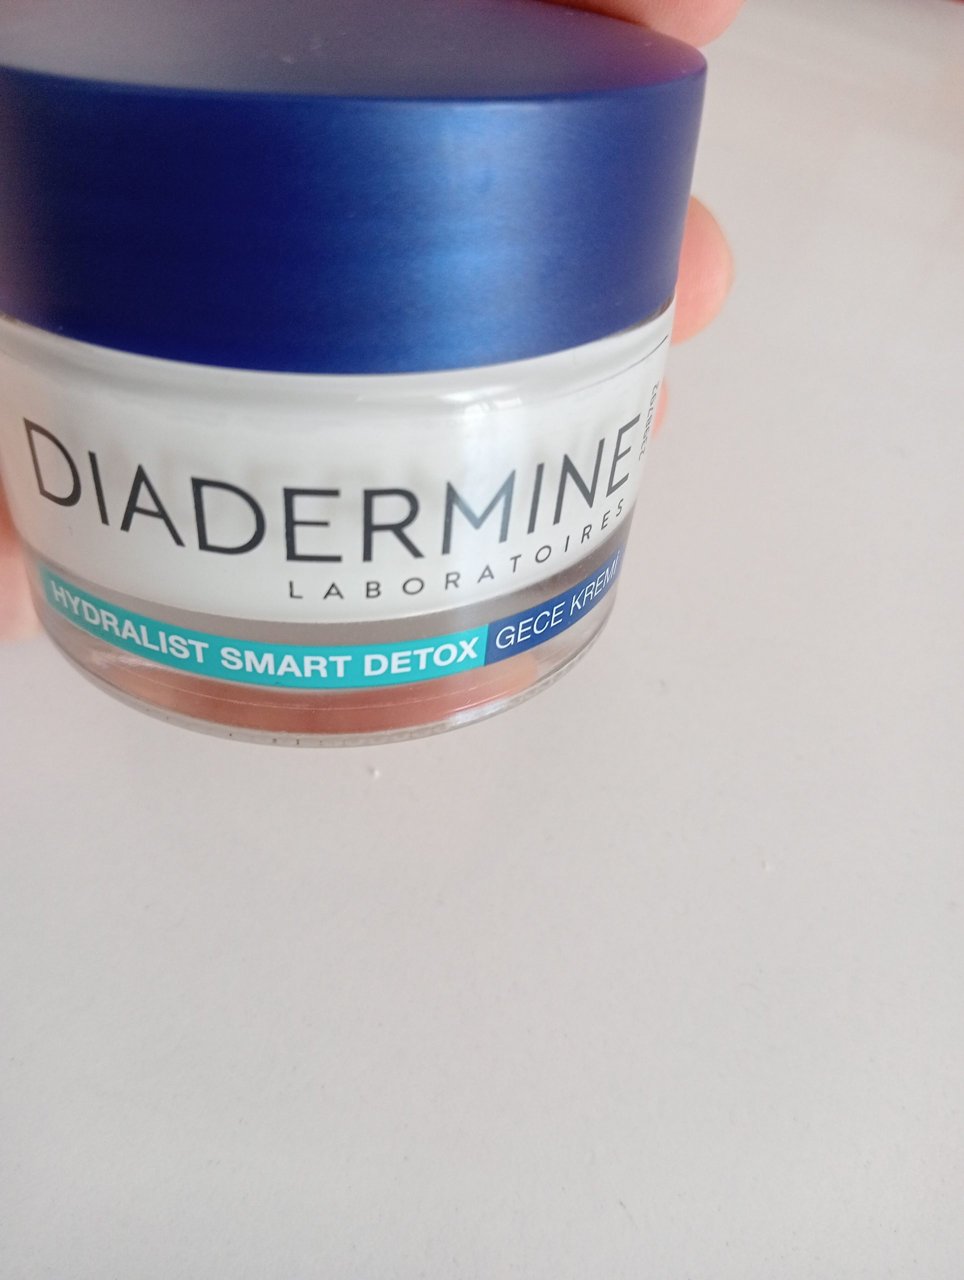 DIADERMINE
LABORATOIRES
HYDRALIST SMART DETOX GECE KREMİ